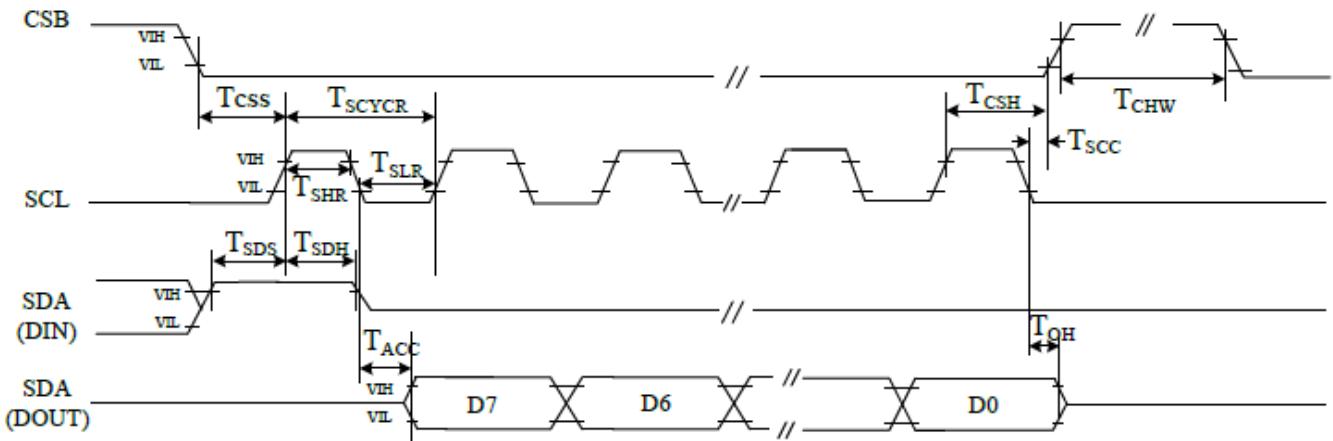 CSB
VIH
VIL
//
TCSS
TSCYCR
TCSH
TCHW
TSCC
SCL
VIH
VIL
TSHR
TSLR
//
TSDS
TSDH
SDA
(DIN)
VIH
VIL
//
TACC
TOH
SDA
(DOUT)
VIH
VIL
D7
D6
//
//
D0